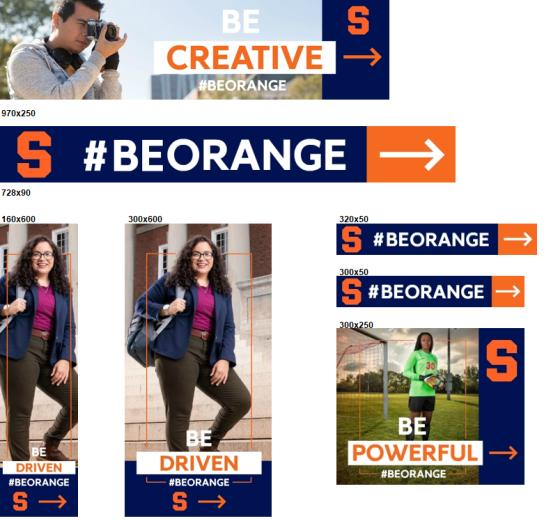 BE
S
CREATIVE
#BEORANGE
970x250
S #BEORANGE
728x90
160x600
300x600
320x50
S #BEORANGE
300x50
S #BEORANGE
300x250
S
30
BE
DRIVEN
#BEORANGE
S
BE
DRIVEN
#BEORANGE
S
BE
POWERFUL
#BEORANGE